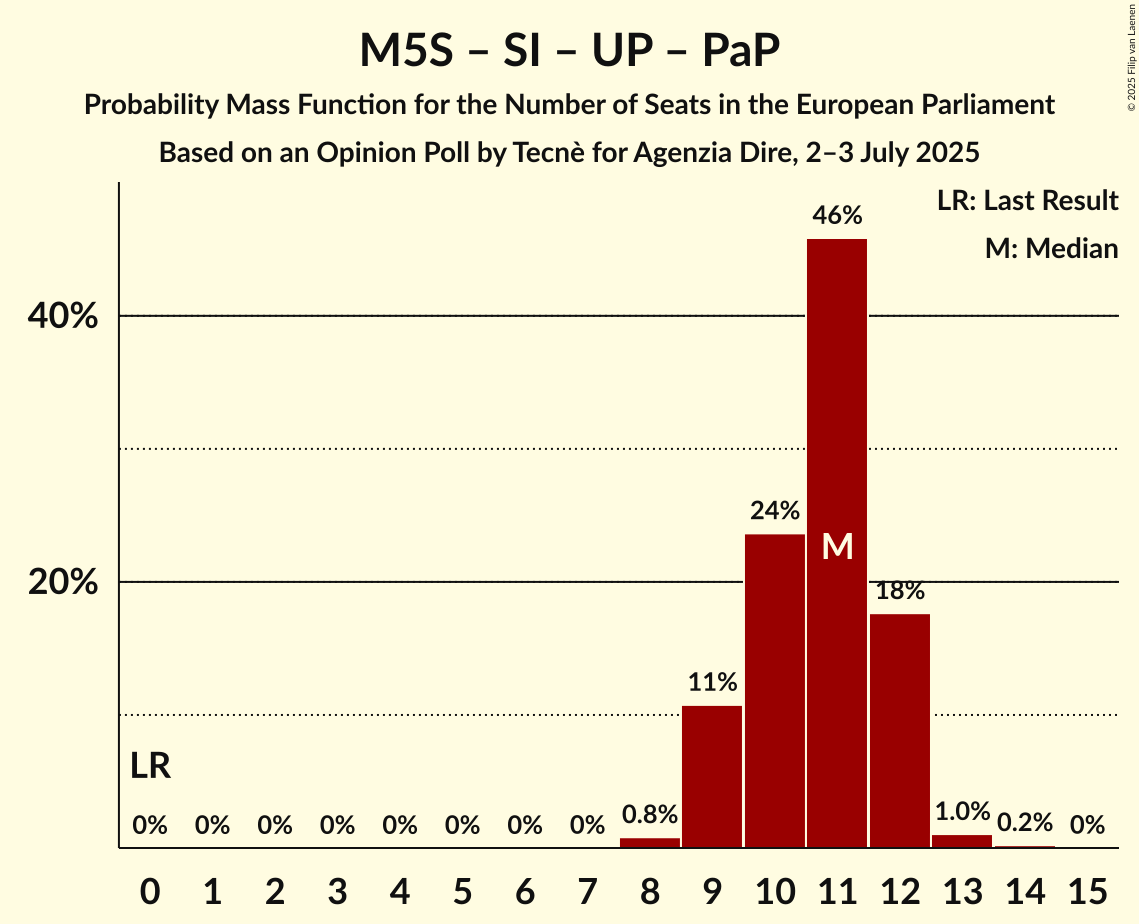 M5S – SI – UP – PaP
Probability Mass Function for the Number of Seats in the European Parliament
Based on an Opinion Poll by Tecnè for Agenzia Dire, 2–3 July 2025
© 2025 Filip van Laenen
LR: Last Result
M: Median
46%
40%
24%
M
20%
18%
11%
LR
0% 0% 0% 0% 0% 0% 0% 0% 0.8% 1.0% 0.2% 0%
0 1 2 3 4 5 6 7 8 9 10 11 12 13 14 15